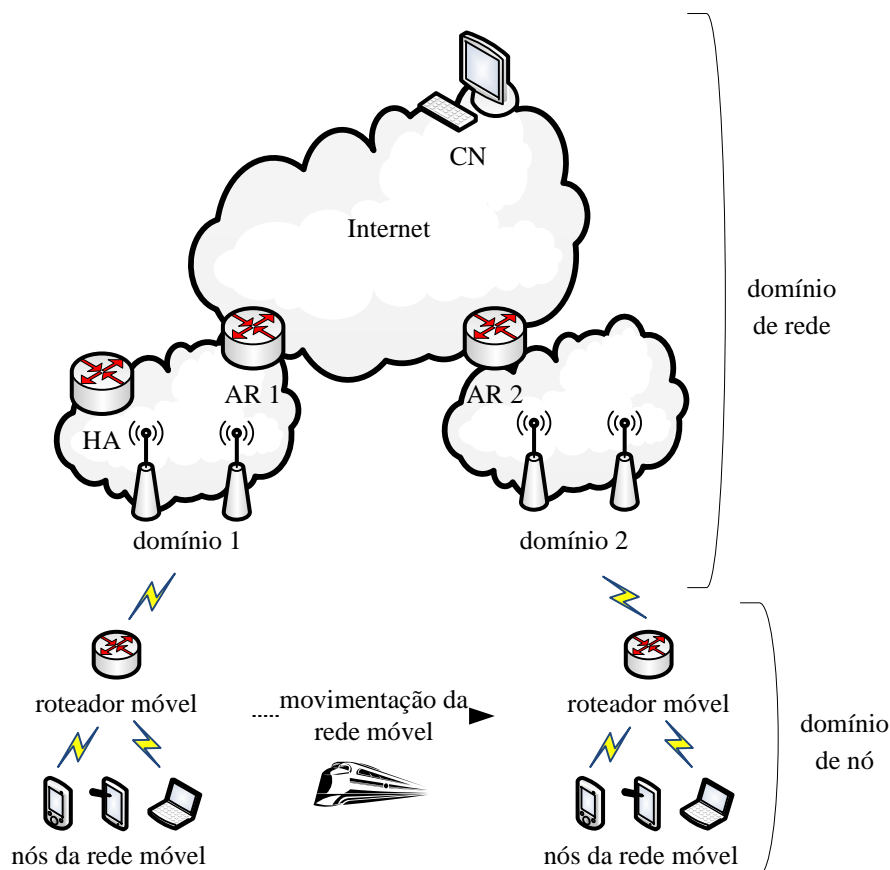 CN
Internet
domínio
de rede
AR 1
AR 2
HA
domínio 1
domínio 2
roteador móvel
movimentação da
rede móvel
roteador móvel
domínio
de nó
nós da rede móvel
nós da rede móvel